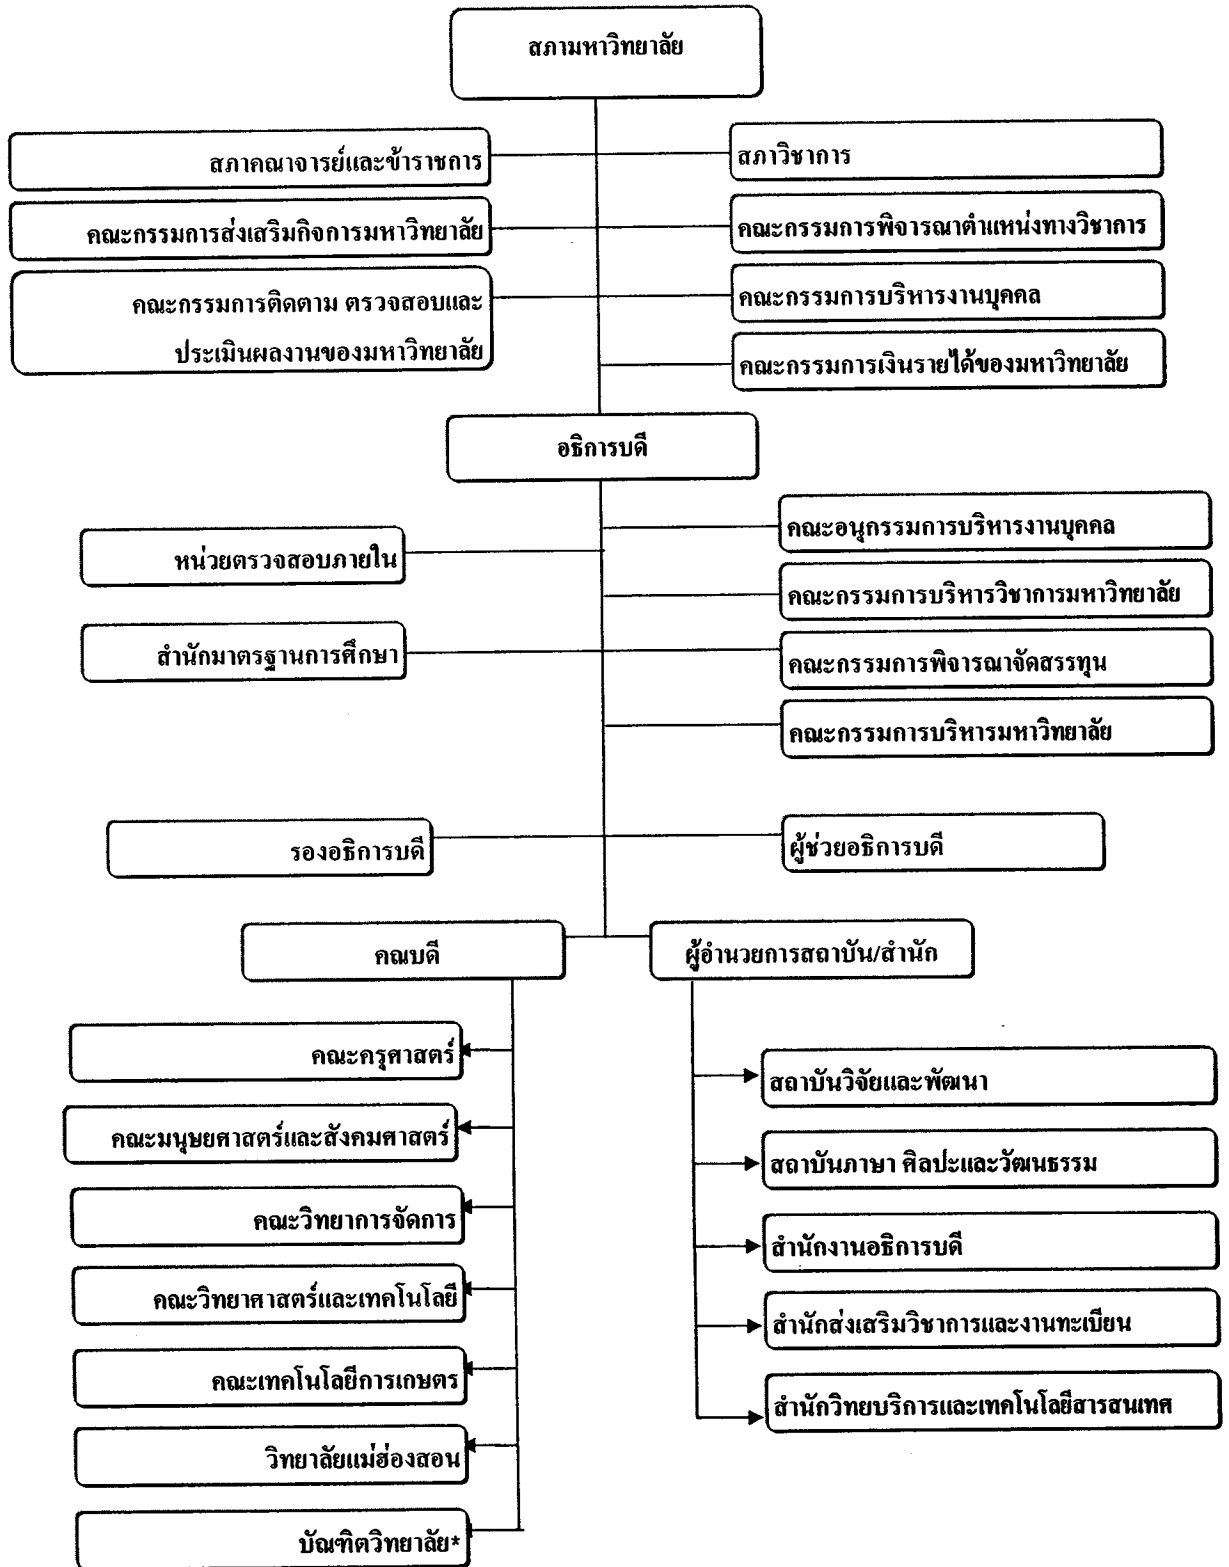 สภามหาวิทยาลัย
สภาคณาจารย์และข้าราชการ
สภาวิชาการ
คณะกรรมการส่งเสริมกิจการมหาวิทยาลัย
คณะกรรมการพิจารณาตำแหน่งทางวิชาการ
คณะกรรมการติดตาม ตรวจสอบและ
ประเมินผลงานของมหาวิทยาลัย
คณะกรรมการบริหารงานบุคคล
คณะกรรมการเงินรายได้ของมหาวิทยาลัย
อธิการบดี
หน่วยตรวจสอบภายใน
สำนักมาตรฐานการศึกษา
คณะอนุกรรมการบริหารงานบุคคล
คณะกรรมการบริหารวิชาการมหาวิทยาลัย
คณะกรรมการพิจารณาจัดสรรทุน
คณะกรรมการบริหารมหาวิทยาลัย
รองอธิการบดี
ผู้ช่วยอธิการบดี
คณบดี
ผู้อำนวยการสถาบัน/สำนัก
คณะครุศาสตร์
คณะมนุษยศาสตร์และสังคมศาสตร์
คณะวิทยาการจัดการ
คณะวิทยาศาสตร์และเทคโนโลยี
คณะเทคโนโลยีการเกษตร
วิทยาลัยแม่ฮ่องสอน
บัณฑิตวิทยาลัย*
สถาบันวิจัยและพัฒนา
สถาบันภาษา ศิลปะและวัฒนธรรม
สำนักงานอธิการบดี
สำนักส่งเสริมวิชาการและงานทะเบียน
สำนักวิทยบริการและเทคโนโลยีสารสนเทศ